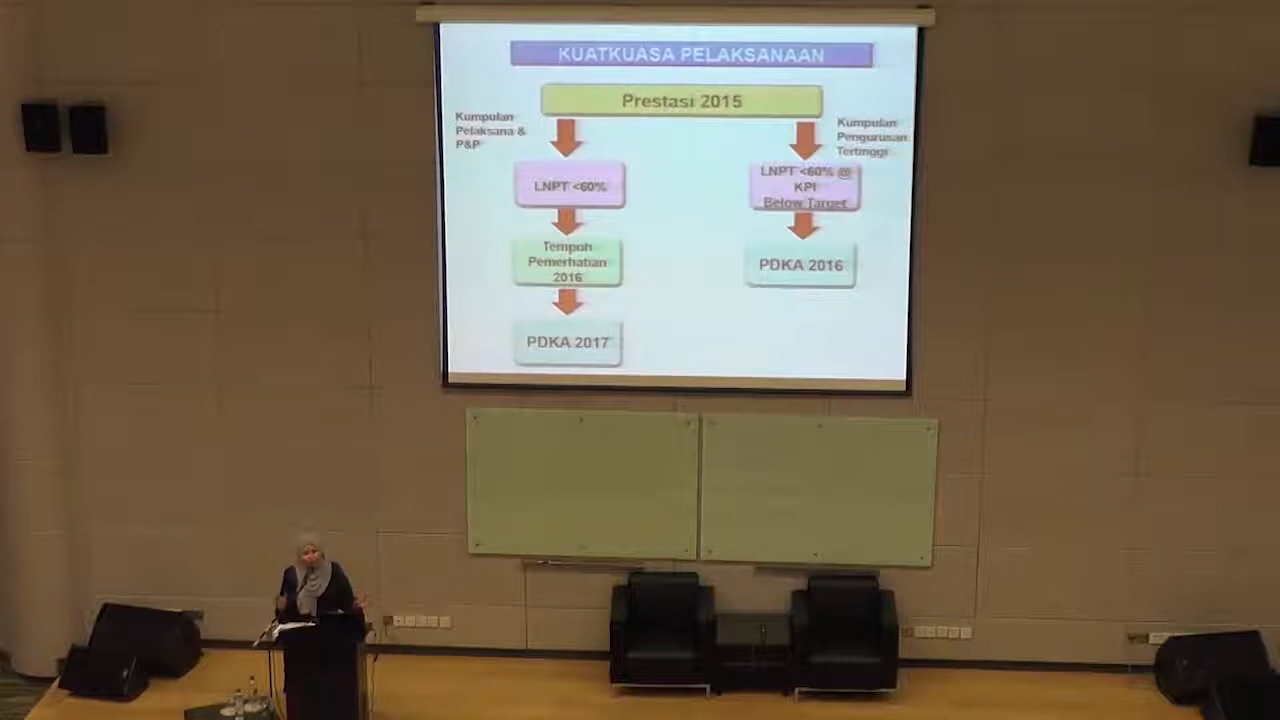 KUATKUASA PELAKSANAAN
Prestasi 2015
Kumpulan
Pelaksana &
P&P
LNPT <60%
Tempoh
Pemerhatian
2016
PDKA 2017
Kumpulan
Pengurusan
Tertinggi
LNPT <60% @
KPI
Below Target
PDKA 2016